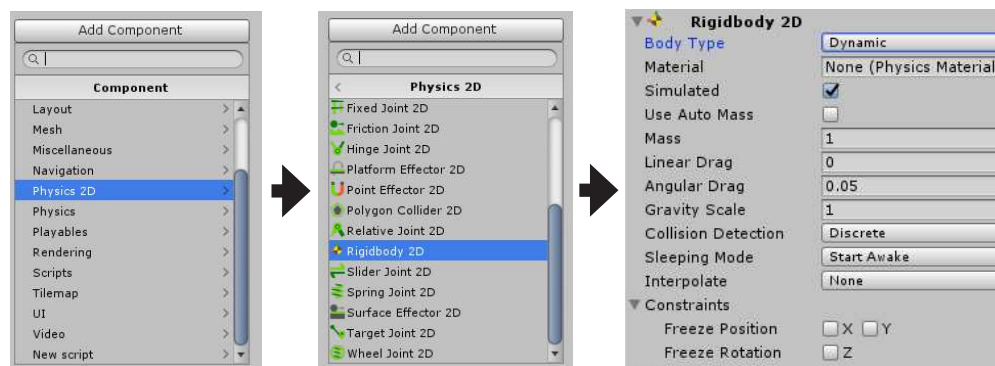 Add Component
Component
Layout
Mesh
Miscellaneous
Navigation
Physics 2D
Physics
Playables
Rendering
Scripts
Tilemap
UI
Video
New script
Add Component
Physics 2D
Fixed Joint 2D
Friction Joint 2D
Hinge Joint 2D
Platform Effector 2D
Point Effector 2D
Polygon Collider 2D
Relative Joint 2D
Rigidbody 2D
Slider Joint 2D
Spring Joint 2D
Surface Effector 2D
Target Joint 2D
Wheel Joint 2D
Rigidbody 2D
Body Type Dynamic
Material None (Physics Material
Simulated
Use Auto Mass
Mass 1
Linear Drag 0
Angular Drag 0.05
Gravity Scale 1
Collision Detection Discrete
Sleeping Mode Start Awake
Interpolate None
Constraints
Freeze Position X Y
Freeze Rotation Z